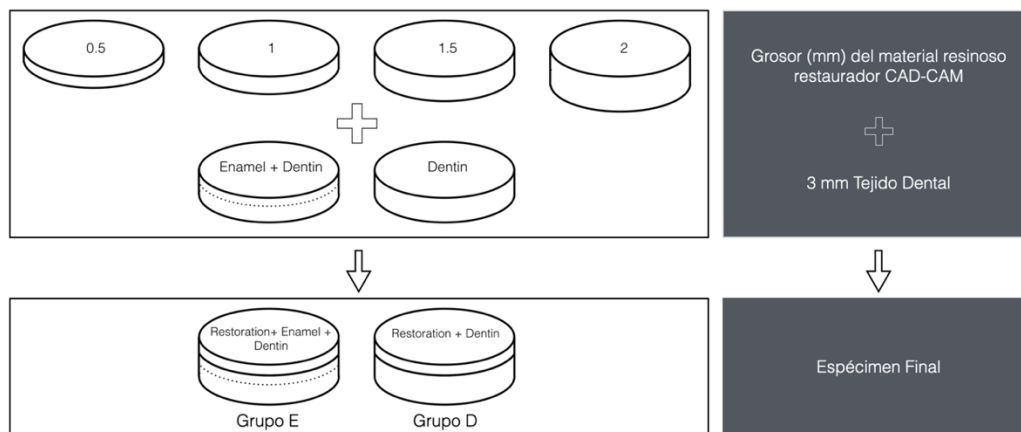 0.5
1
1.5
2
Enamel + Dentin
Dentin
Grosor (mm) del material resinoso
restaurador CAD-CAM
3 mm Tejido Dental
Restoration+ Enamel +
Dentin
Restoration + Dentin
Grupo E
Grupo D
Espécimen Final